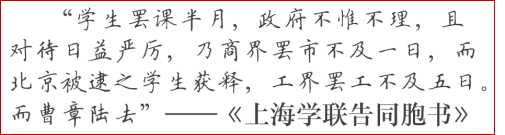 “学生罢课半月，政府不惟不理，且
对待日益严厉，乃商界罢市不及一日，而
北京被逮之学生获释，工界罢工不及五日。
而曹章陆去”——《上海学联告同胞书》